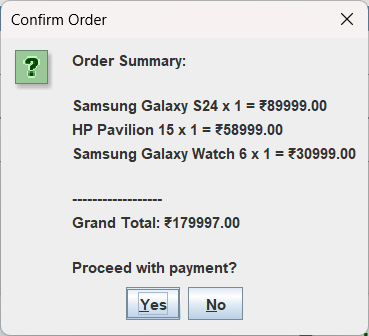 Confirm Order
?
Order Summary:
Samsung Galaxy S24 x 1 = ₹89999.00
HP Pavilion 15 x 1 = ₹58999.00
Samsung Galaxy Watch 6 x 1 = ₹30999.00
------------------
Grand Total: ₹179997.00
Proceed with payment?
Yes No